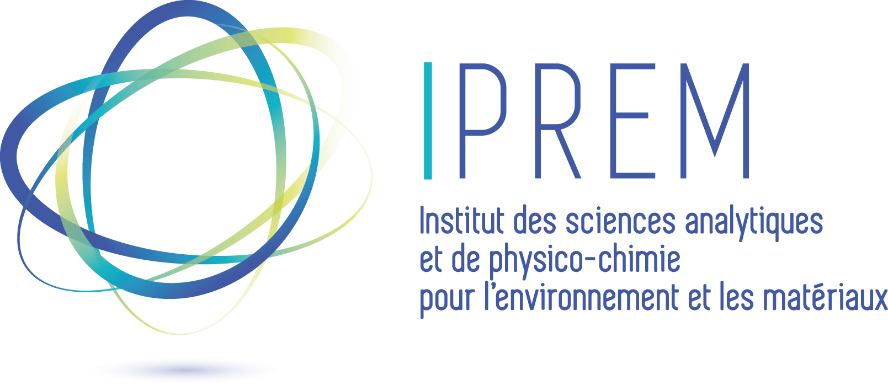 IPREM
Institut des sciences analytiques
et de physico-chimie
pour l'environnement et les matériaux